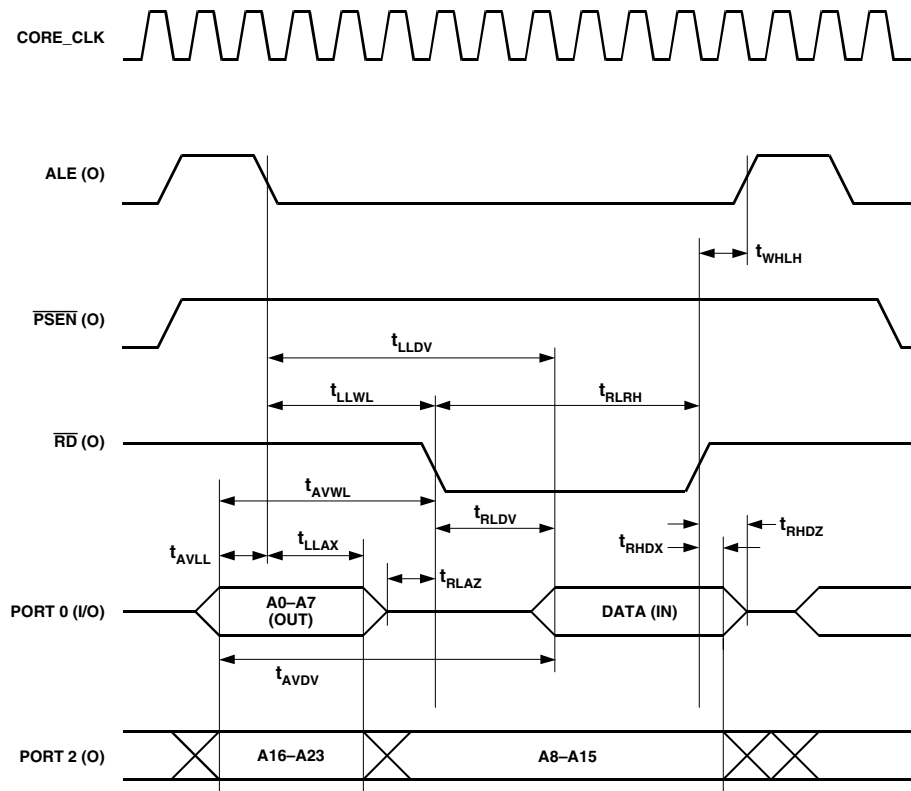 CORE_CLK
ALE (O)
tWHLH
PSEN (O)
tLLDV
tLLWL
tRLRH
RD (O)
tAVWL
tRLDV
tRHDZ
tAVLL
tLLAX
tRHDX
tRLAZ
PORT 0 (I/O)
A0–A7
(OUT)
DATA (IN)
tAVDV
PORT 2 (O)
A16–A23
A8–A15